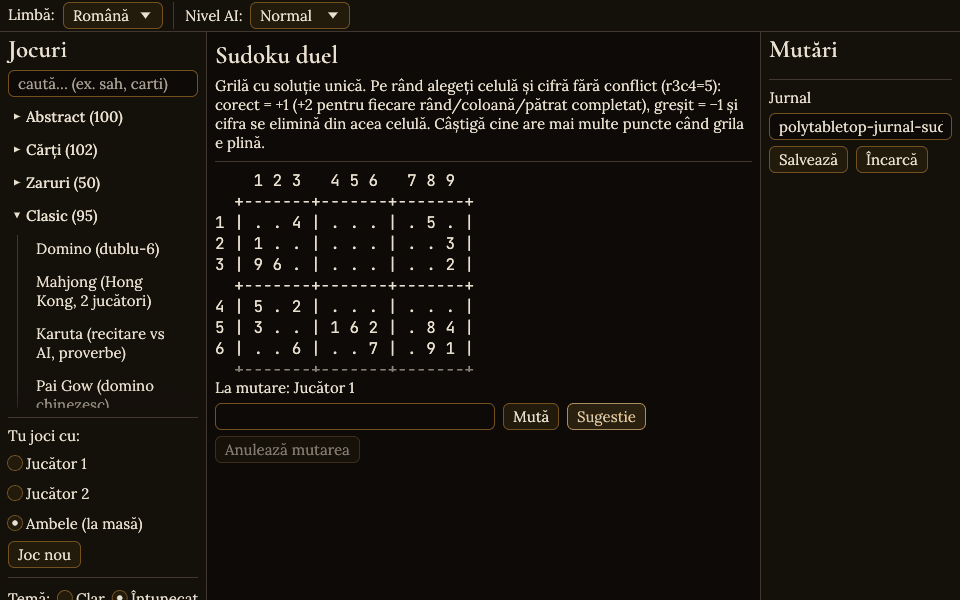 Limbă: Română Nivel AI: Normal
Jocuri
caută... (ex. sah, carti)
Abstract (100)
Cărți (102)
Zaruri (50)
Clasic (95)
Domino (dublu-6)
Mahjong (Hong
Kong, 2 jucători)
Karuta (recitare vs
AI, proverbe)
Pai Gow (domino
chinezesc)
Tu joci cu:
Jucător 1
Jucător 2
Ambele (la masă)
Joc nou
Temă: Clar Întunecat
Sudoku duel
Grilă cu soluție unică. Pe rând alegeți celulă și cifră fără conflict (r3c4=5):
corect = +1 (+2 pentru fiecare rând/coloană/pătrat completat), greșit = −1 și
cifra se elimină din acea celulă. Câștigă cine are mai multe puncte când grila
e plină.
    1 2 3   4 5 6   7 8 9
  +-------+-------+-------+
1 | . . 4 | . . . | . 5 . |
2 | 1 . . | . . . | . . 3 |
3 | 9 6 . | . . . | . . 2 |
  +-------+-------+-------+
4 | 5 . 2 | . . . | . . . |
5 | 3 . . | 1 6 2 | . 8 4 |
6 | . . 6 | . . 7 | . 9 1 |
  +-------+-------+-------+
La mutare: Jucător 1
Mută Sugestie
Anulează mutarea
Mutări
Jurnal
polytabletop-jurnal-sud
Salvează Încarcă